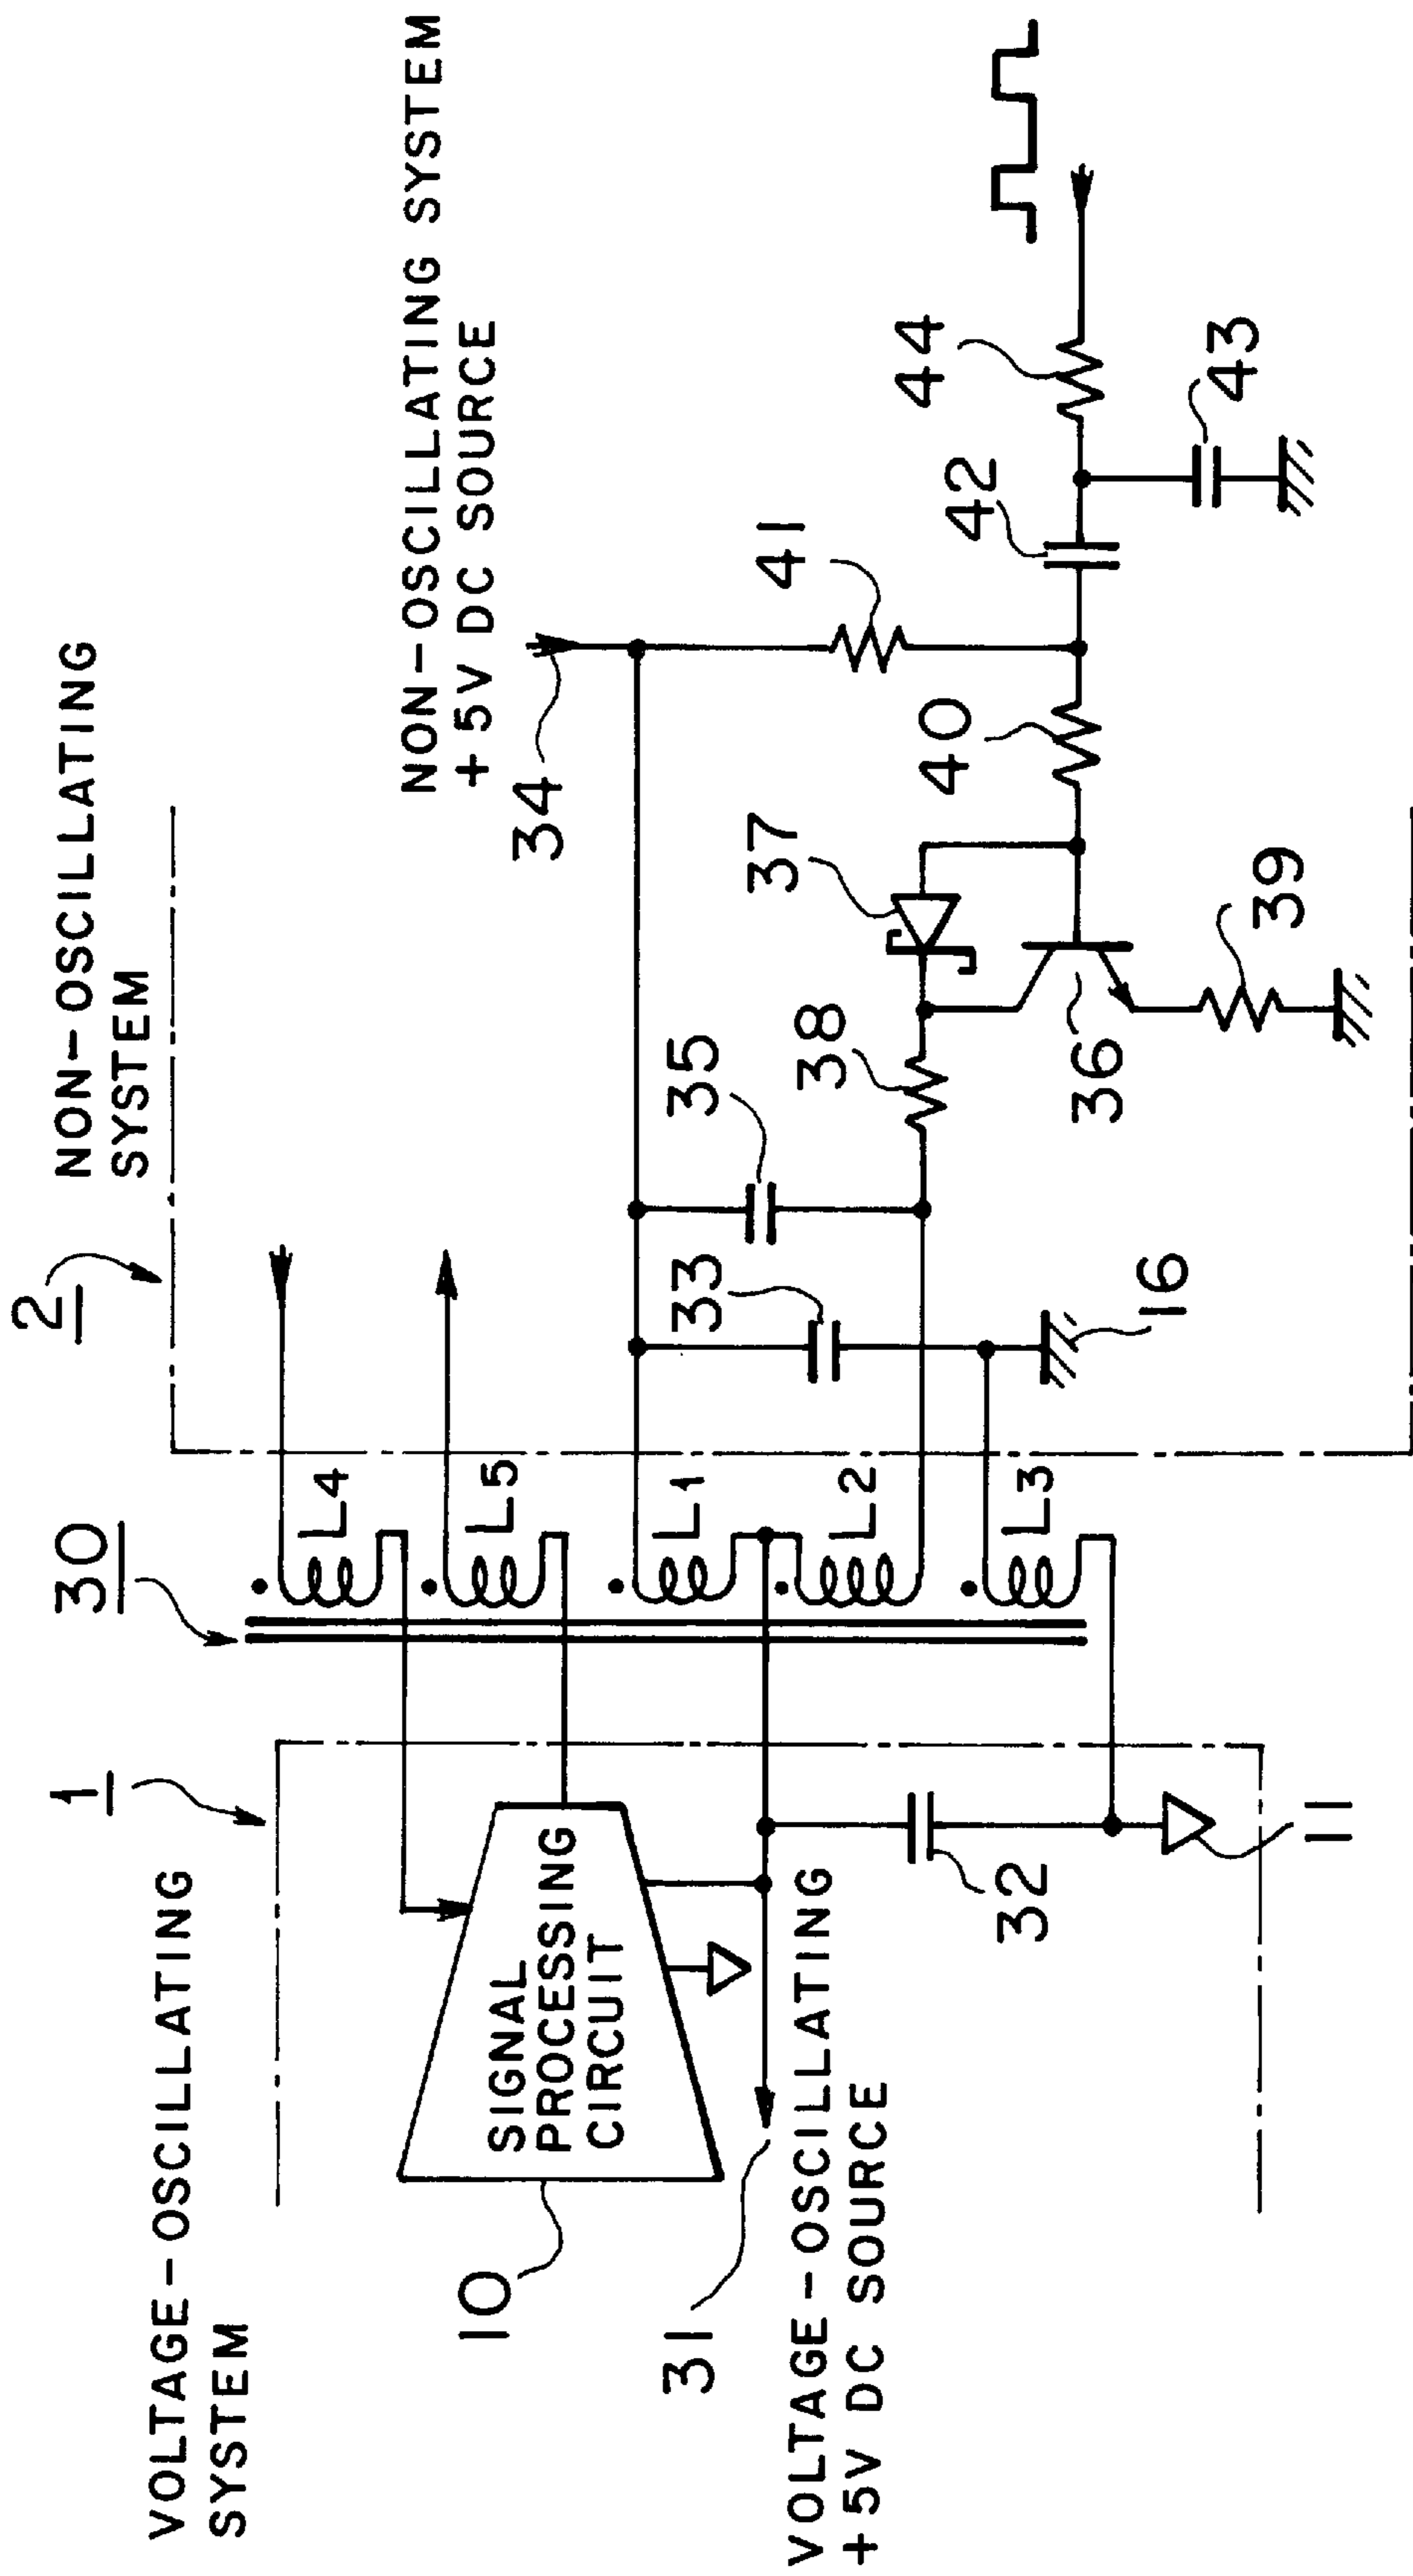 VOLTAGE-OSCILLATING
SYSTEM
1
30
2
NON-OSCILLATING
SYSTEM
10
SIGNAL
PROCESSING
CIRCUIT
L4
L5
L1
L2
L3
NON-OSCILLATING SYSTEM
+5V DC SOURCE
34
31
VOLTAGE-OSCILLATING
+5V DC SOURCE
32
11
33
35
16
38
37
36
39
40
41
42
44
43